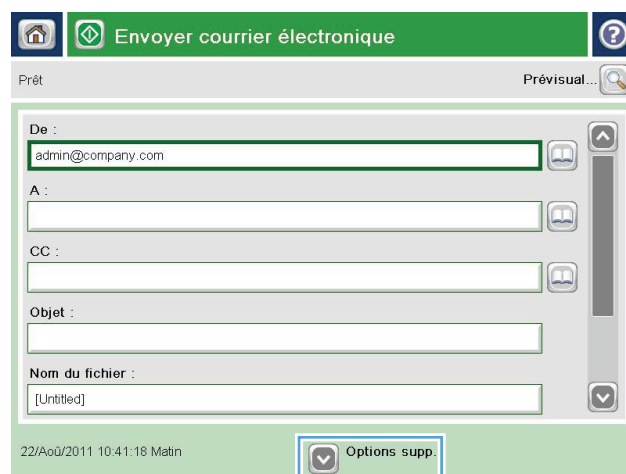 Envoyer courrier électronique
?
Prêt
Prévisual...
De :
admin@company.com
A :
CC :
Objet :
Nom du fichier :
[Untitled]
22/Aoû/2011 10:41:18 Matin
Options supp.